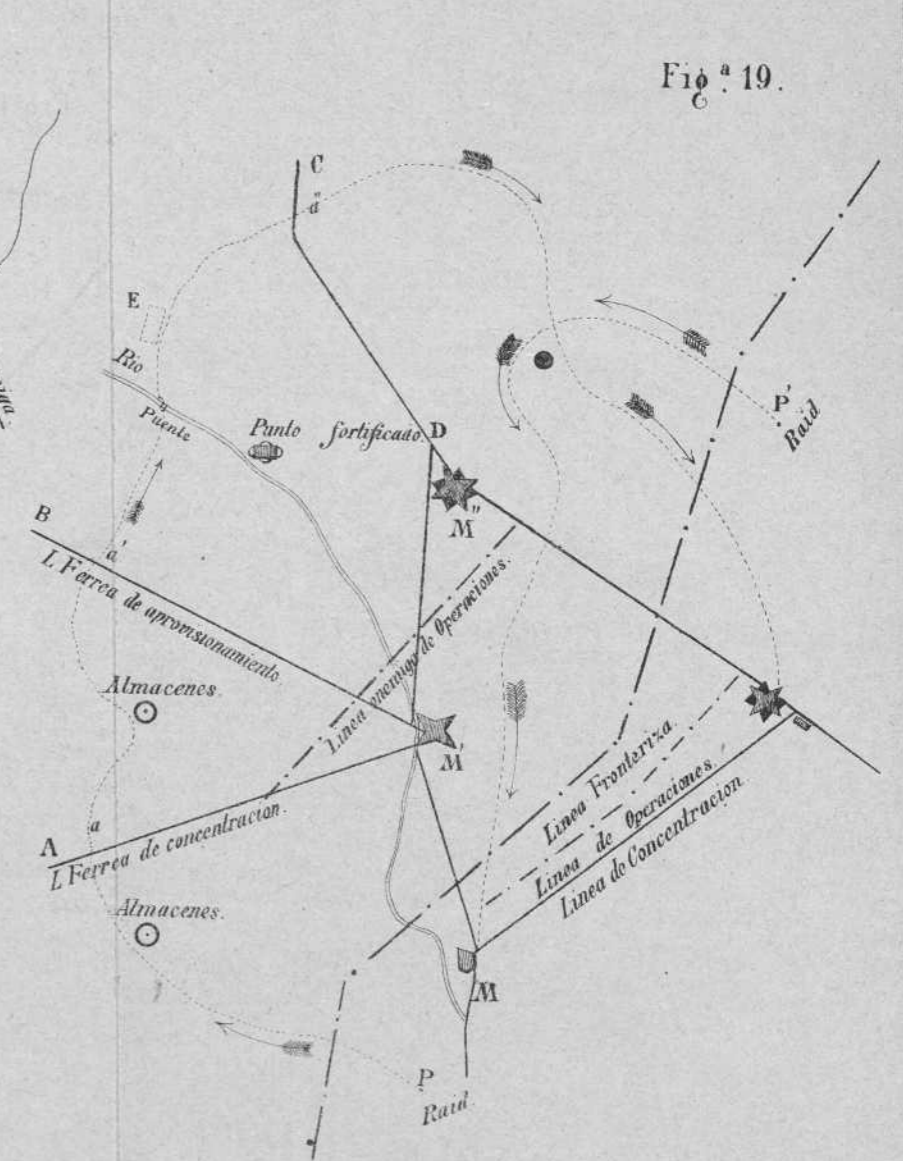 Figª. 19.
C
a"
E
Rio
Puente
Punto fortificado D
P'
Raid
M"
B
a'
L Ferrea de aprovisionamiento.
Linea enemiga de Operaciones.
Almacenes.
M'
Linea Fronteriza.
Linea de Operaciones.
Linea de Concentracion
a
A
L Ferrea de concentracion.
Almacenes.
M
P
Raid.